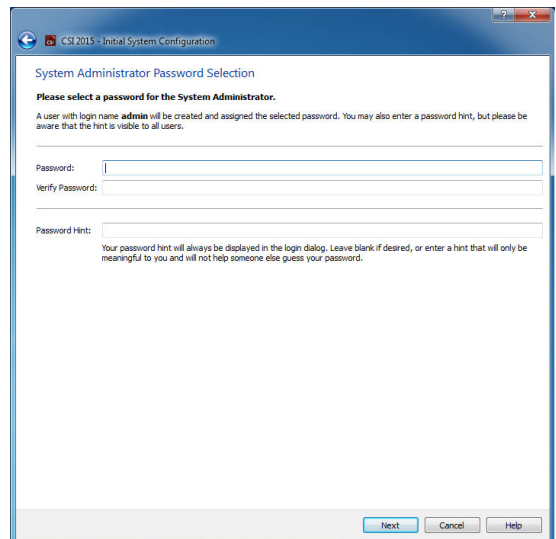 CSI 2015 - Initial System Configuration
System Administrator Password Selection
Please select a password for the System Administrator.
A user with login name admin will be created and assigned the selected password. You may also enter a password hint, but please be
aware that the hint is visible to all users.
Password:
Verify Password:
Password Hint:
Your password hint will always be displayed in the login dialog. Leave blank if desired, or enter a hint that will only be
meaningful to you and will not help someone else guess your password.
Next Cancel Help